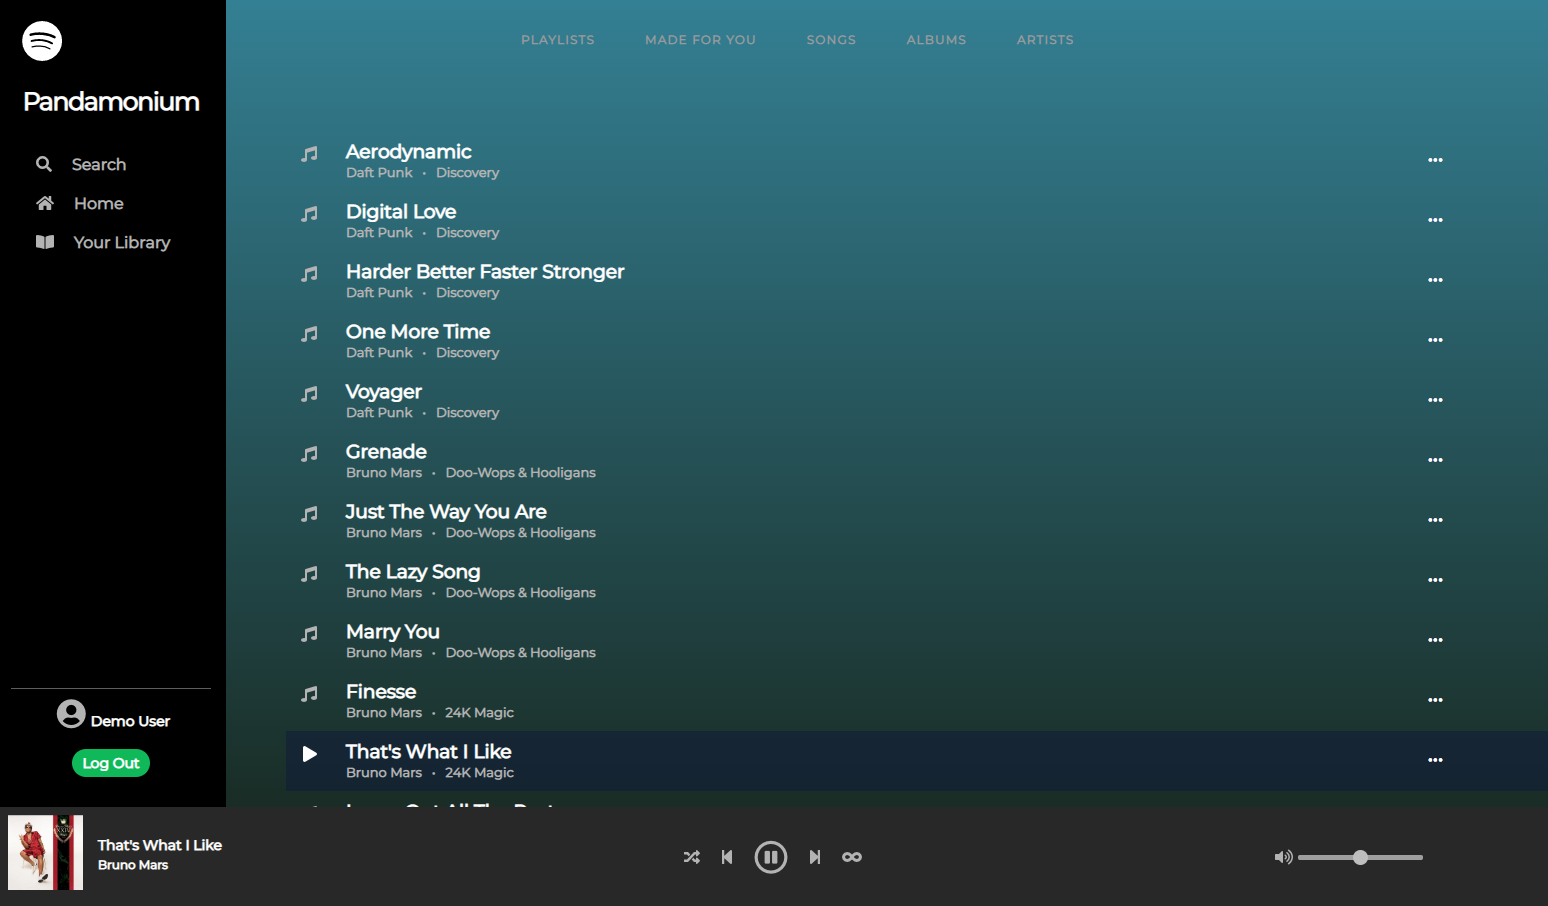 Pandamonium
Search
Home
Your Library
Demo User
Log Out
PLAYLISTS MADE FOR YOU SONGS ALBUMS ARTISTS
Aerodynamic
Daft Punk • Discovery
Digital Love
Daft Punk • Discovery
Harder Better Faster Stronger
Daft Punk • Discovery
One More Time
Daft Punk • Discovery
Voyager
Daft Punk • Discovery
Grenade
Bruno Mars • Doo-Wops & Hooligans
Just The Way You Are
Bruno Mars • Doo-Wops & Hooligans
The Lazy Song
Bruno Mars • Doo-Wops & Hooligans
Marry You
Bruno Mars • Doo-Wops & Hooligans
Finesse
Bruno Mars • 24K Magic
That's What I Like
Bruno Mars • 24K Magic
That's What I Like
Bruno Mars